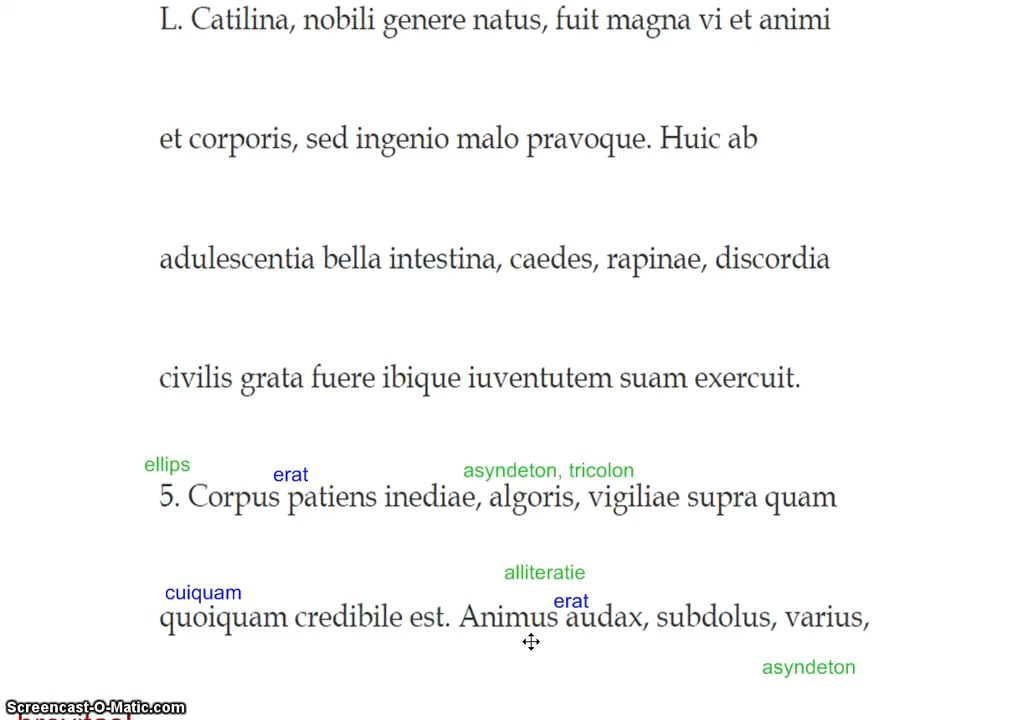 L. Catilina, nobili genere natus, fuit magna vi et animi
et corporis, sed ingenio malo pravoque. Huic ab
adulescentia bella intestina, caedes, rapinae, discordia
civilis grata fuere ibique iuventutem suam exercuit.
ellips erat asyndeton, tricolon
5. Corpus patiens inediae, algoris, vigiliae supra quam
alliteratie
cuiquam erat
quoiquam credibile est. Animus audax, subdolus, varius,
asyndeton
Screencast-O-Matic.com